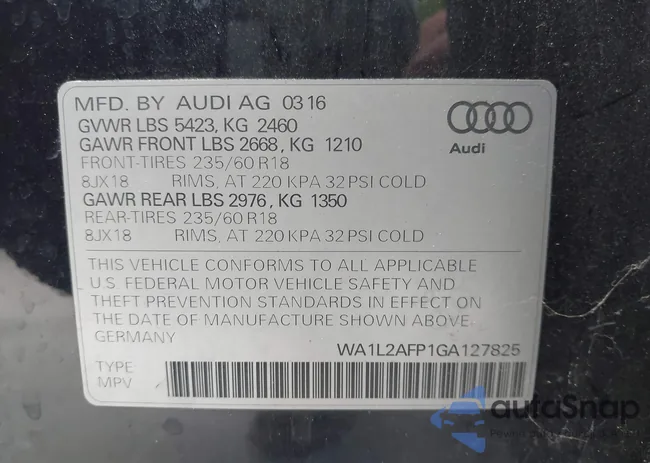 MFD. BY AUDI AG 03 16
GVWR LBS 5423, KG 2460
GAWR FRONT LBS 2668, KG 1210
FRONT-TIRES 235/60 R18
8JX18 RIMS, AT 220 KPA 32 PSI COLD
GAWR REAR LBS 2976, KG 1350
REAR-TIRES 235/60 R18
8JX18 RIMS, AT 220 KPA 32 PSI COLD
Audi
THIS VEHICLE CONFORMS TO ALL APPLICABLE
U.S. FEDERAL MOTOR VEHICLE SAFETY AND
THEFT PREVENTION STANDARDS IN EFFECT ON
THE DATE OF MANUFACTURE SHOWN ABOVE.
GERMANY
WA1L2AFP1GA127825
TYPE
MPV
autoSnap